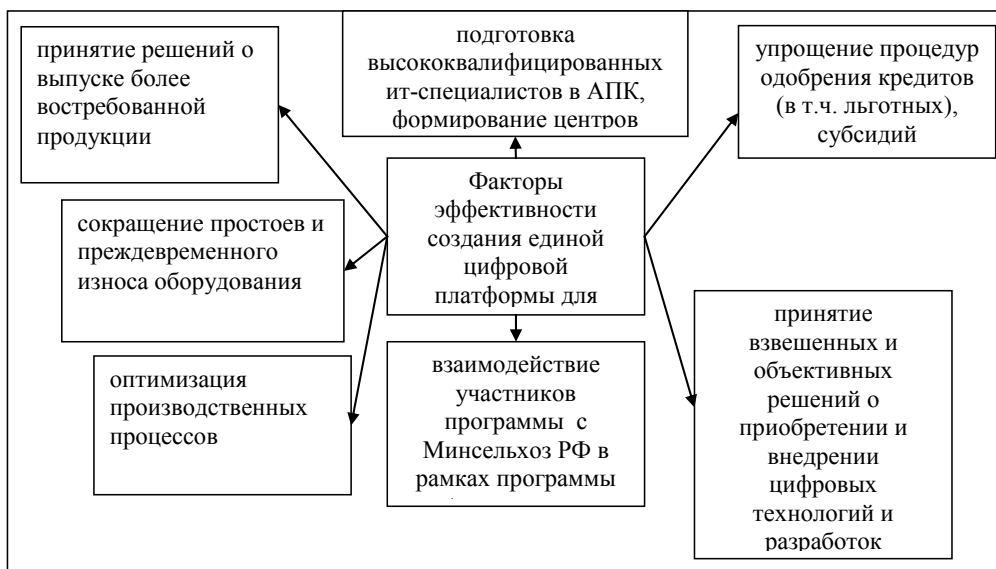 принятие решений о
выпуске более
востребованной
продукции
подготовка
высококвалифицированных
ит-специалистов в АПК,
формирование центров
упрощение процедур
одобрения кредитов
(в т.ч. льготных),
субсидий
сокращение простоев и
преждевременного
износа оборудования
Факторы
эффективности
создания единой
цифровой
платформы для
оптимизация
производственных
процессов
взаимодействие
участников
программы с
Минсельхоз РФ в
рамках программы
принятие
взвешенных и
объективных
решений о
приобретении и
внедрении
цифровых
технологий и
разработок